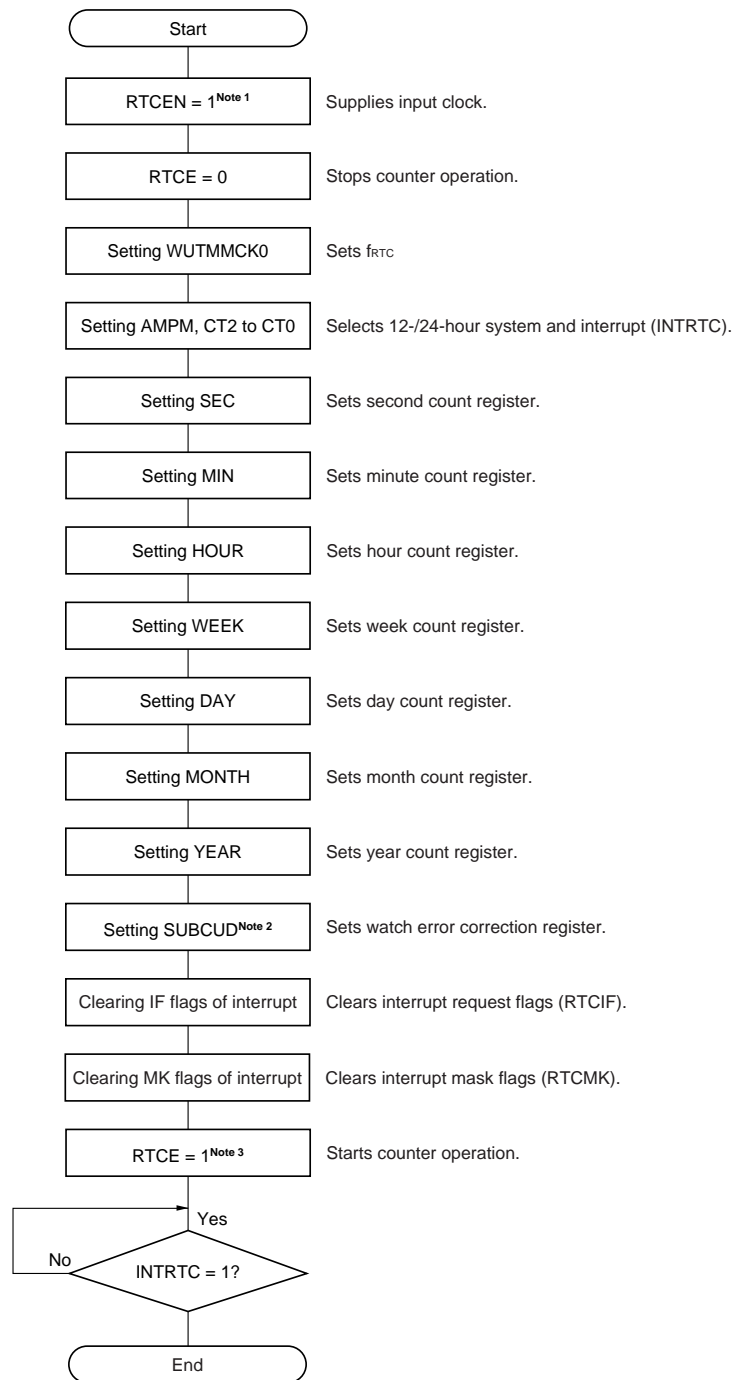 Start
RTCEN = 1Note 1 Supplies input clock.
RTCE = 0 Stops counter operation.
Setting WUTMMCK0 Sets fRTC
Setting AMPM, CT2 to CT0 Selects 12-/24-hour system and interrupt (INTRTC).
Setting SEC Sets second count register.
Setting MIN Sets minute count register.
Setting HOUR Sets hour count register.
Setting WEEK Sets week count register.
Setting DAY Sets day count register.
Setting MONTH Sets month count register.
Setting YEAR Sets year count register.
Setting SUBCUDNote 2 Sets watch error correction register.
Clearing IF flags of interrupt Clears interrupt request flags (RTCIF).
Clearing MK flags of interrupt Clears interrupt mask flags (RTCMK).
RTCE = 1Note 3 Starts counter operation.
Yes
No
INTRTC = 1?
End